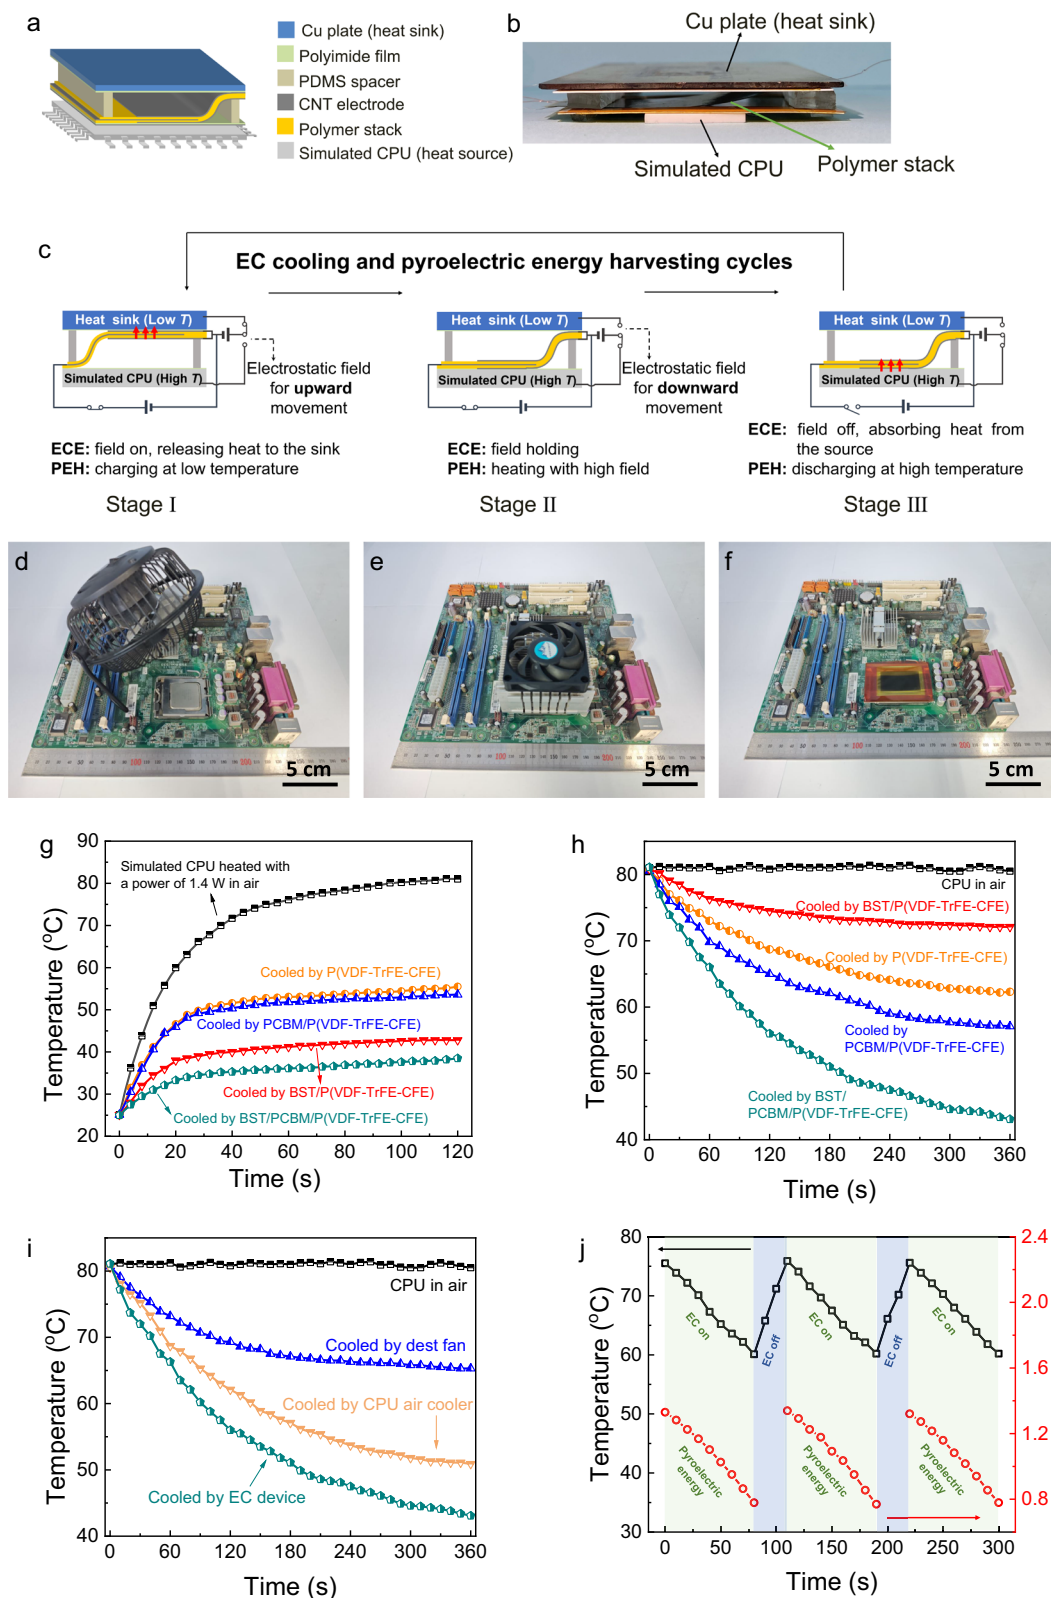 a
Cu plate (heat sink)
Polyimide film
PDMS spacer
CNT electrode
Polymer stack
Simulated CPU (heat source)
b
Cu plate (heat sink)
Simulated CPU
Polymer stack
c
EC cooling and pyroelectric energy harvesting cycles
Heat sink (Low T)
Simulated CPU (High T)
Electrostatic field
for upward
movement
ECE: field on, releasing heat to the sink
PEH: charging at low temperature
Stage I
Heat sink (Low T)
Simulated CPU (High T)
Electrostatic field
for downward
movement
ECE: field holding
PEH: heating with high field
Stage II
Heat sink (Low T)
Simulated CPU (High T)
ECE: field off, absorbing heat from
the source
PEH: discharging at high temperature
Stage III
d
5 cm
e
5 cm
f
5 cm
g
Temperature (°C)
90
80
70
60
50
40
30
20
Simulated CPU heated with
a power of 1.4 W in air
Cooled by P(VDF-TrFE-CFE)
Cooled by PCBM/P(VDF-TrFE-CFE)
Cooled by BST/P(VDF-TrFE-CFE)
Cooled by BST/PCBM/P(VDF-TrFE-CFE)
0 20 40 60 80 100 120
Time (s)
h
Temperature (°C)
80
70
60
50
40
CPU in air
Cooled by BST/P(VDF-TrFE-CFE)
Cooled by P(VDF-TrFE-CFE)
Cooled by
PCBM/P(VDF-TrFE-CFE)
Cooled by BST/
PCBM/P(VDF-TrFE-CFE)
0 60 120 180 240 300 360
Time (s)
i
Temperature (°C)
80
70
60
50
40
CPU in air
Cooled by dest fan
Cooled by CPU air cooler
Cooled by EC device
0 60 120 180 240 300 360
Time (s)
j
Temperature (°C)
80
70
60
50
40
30
2.4
2.0
1.6
1.2
0.8
EC on
EC off
EC on
EC off
EC on
Pyroelectric
energy
Pyroelectric
energy
Pyroelectric
energy
0 50 100 150 200 250 300
Time (s)